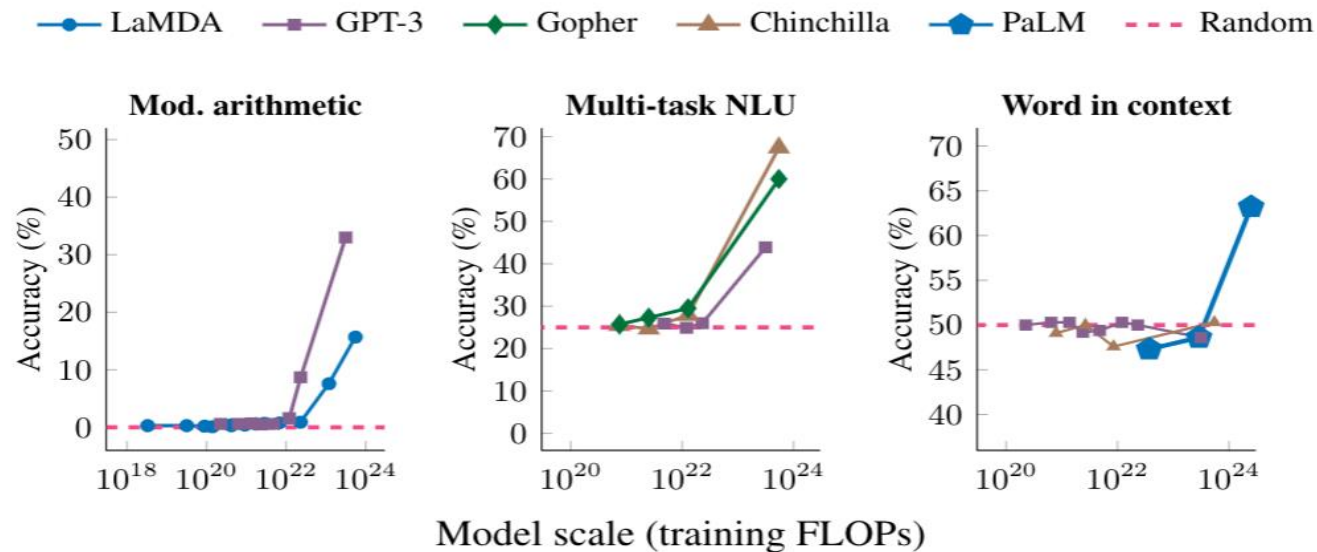 LaMDA GPT-3 Gopher Chinchilla PaLM Random
Mod. arithmetic
Accuracy (%)
50
40
30
20
10
0
10^18 10^20 10^22 10^24
Multi-task NLU
Accuracy (%)
70
60
50
40
30
20
10
0
10^20 10^22 10^24
Word in context
Accuracy (%)
70
65
60
55
50
45
40
10^20 10^22 10^24
Model scale (training FLOPs)